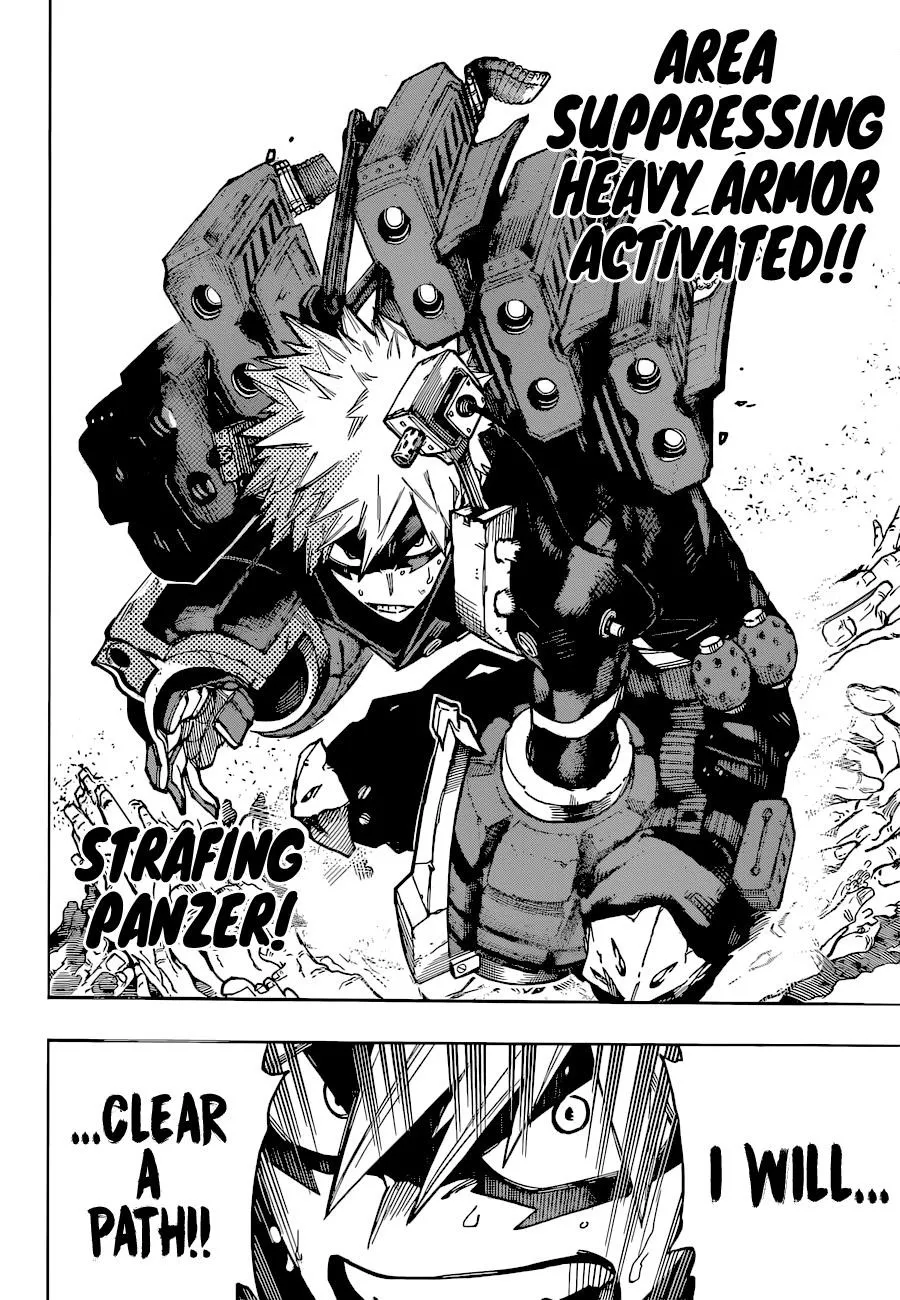 AREA
SUPPRESSING
HEAVY ARMOR
ACTIVATED!!
STRAFING
PANZER!
I WILL...
...CLEAR
A
PATH!!